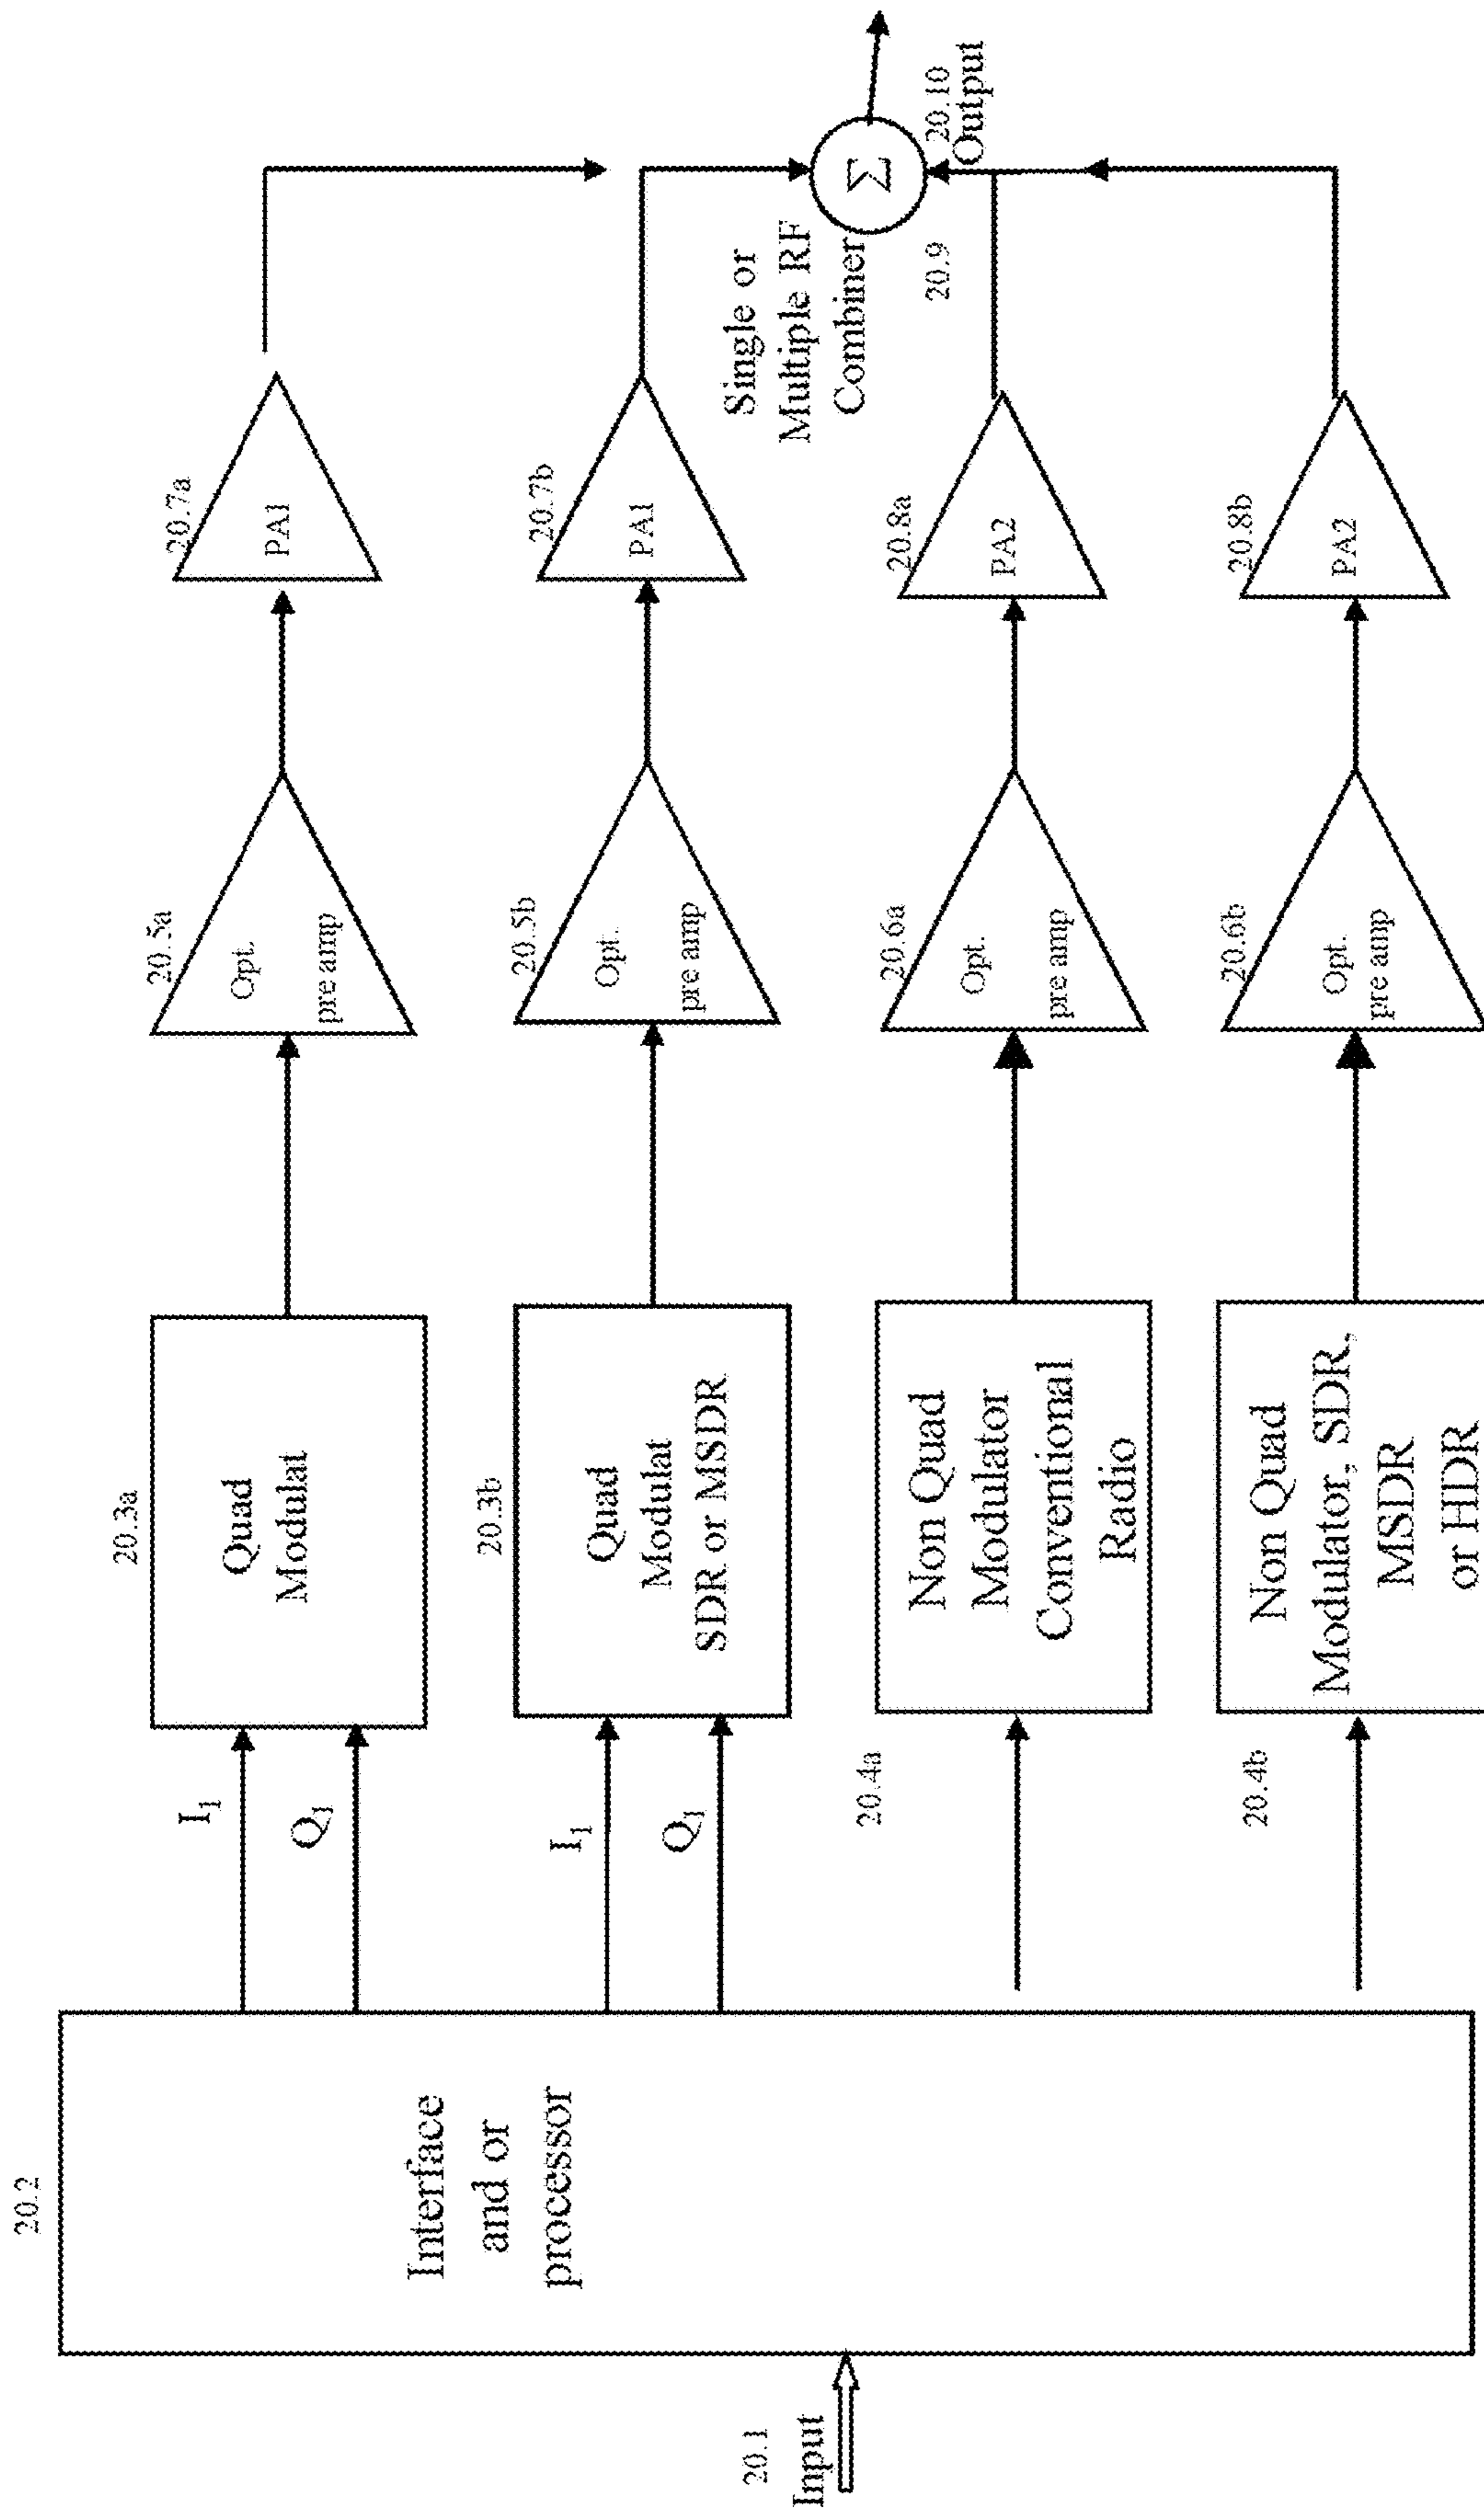 20.1
Input
20.2
Interface
and or
processor
I1
Q1
I1
Q1
20.4a
20.4b
20.3a
Quad
Modulat
20.3b
Quad
Modulat
SDR or MSDR
Non Quad
Modulator
Conventional
Radio
Non Quad
Modulator, SDR,
MSDR
or HDR
20.5a
Opt.
pre amp
20.5b
Opt.
pre amp
20.6a
Opt.
pre amp
20.6b
Opt.
pre amp
20.7a
PA1
20.7b
PA1
20.8a
PA2
20.8b
PA2
Single or
Multiple RF
Combiner
20.9
Σ
20.10
Output